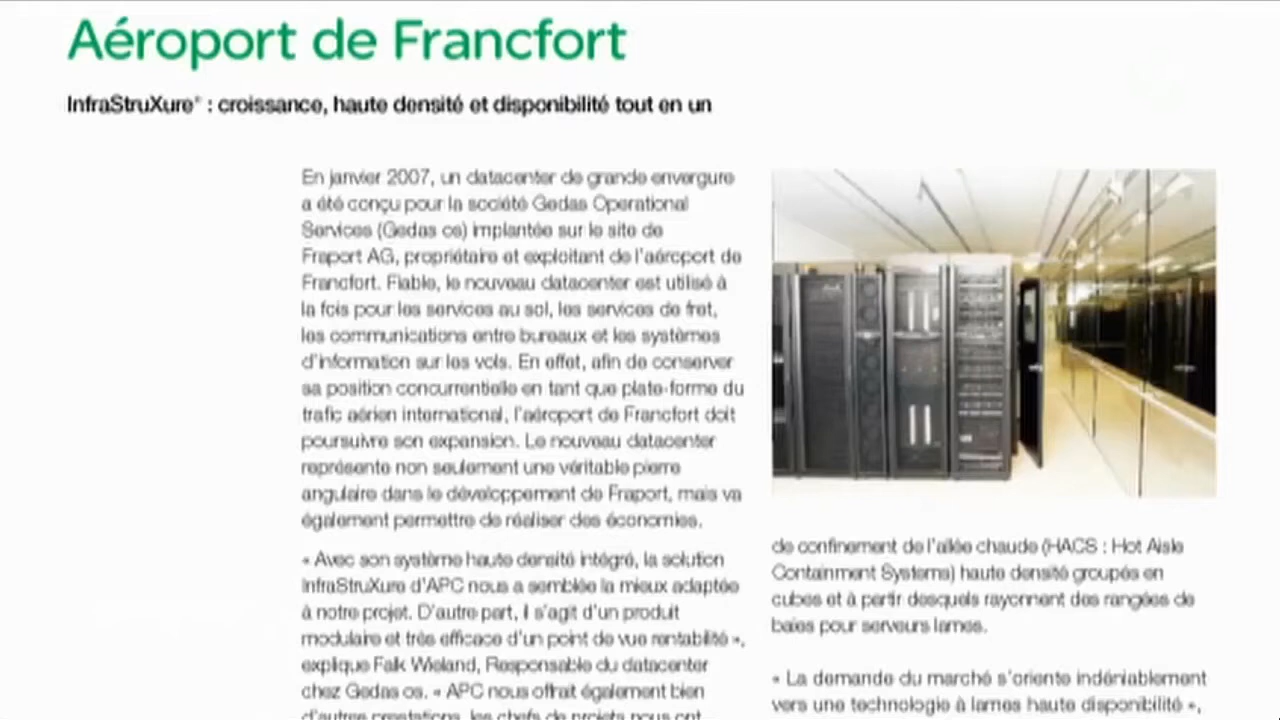 Aéroport de Francfort
InfraStruXure® : croissance, haute densité et disponibilité tout en un
En janvier 2007, un datacenter de grande envergure
a été conçu pour la société Gedas Operational
Services (Gedas os) implantée sur le site de
Fraport AG, propriétaire et exploitant de l'aéroport de
Francfort. Fiable, le nouveau datacenter est utilisé à
la fois pour les services au sol, les services de fret,
les communications entre bureaux et les systèmes
d'information sur les vols. En effet, afin de conserver
sa position concurrentielle en tant que plate-forme du
trafic aérien international, l'aéroport de Francfort doit
poursuivre son expansion. Le nouveau datacenter
représente non seulement une véritable pierre
angulaire dans le développement de Fraport, mais va
également permettre de réaliser des économies.
« Avec son système haute densité intégré, la solution
InfraStruXure d'APC nous a semblée la mieux adaptée
à notre projet. D'autre part, il s'agit d'un produit
modulaire et très efficace d'un point de vue rentabilité »,
explique Falk Wieland, Responsable du datacenter
chez Gedas os. « APC nous offrait également bien
d'autres prestations, les chefs de projets nous ont
de confinement de l'allée chaude (HACS : Hot Aisle
Containment Systems) haute densité groupés en
cubes et à partir desquels rayonnent des rangées de
baies pour serveurs lames.
« La demande du marché s'oriente indéniablement
vers une technologie à lames haute disponibilité »,